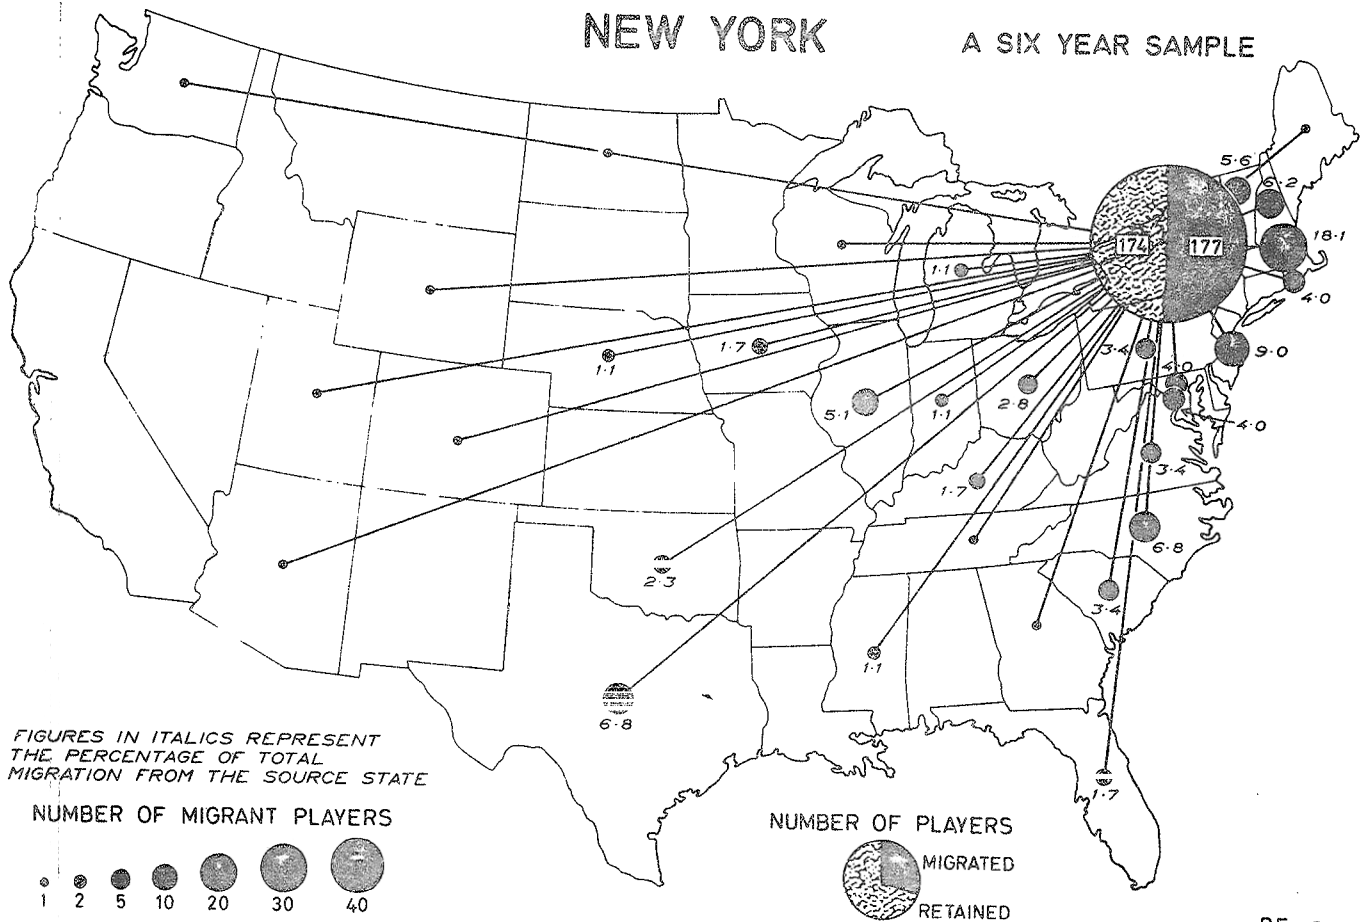 NEW YORK
A SIX YEAR SAMPLE
5·6
6·2
18·1
174
177
1·1
4·0
1·7
1·1
3·4
9·0
4·0
5·1
1·1
2·8
4·0
3·4
1·7
6·8
2·3
3·4
1·1
6·8
1·7
FIGURES IN ITALICS REPRESENT
THE PERCENTAGE OF TOTAL
MIGRATION FROM THE SOURCE STATE
NUMBER OF MIGRANT PLAYERS
1 2 5 10 20 30 40
NUMBER OF PLAYERS
MIGRATED
RETAINED